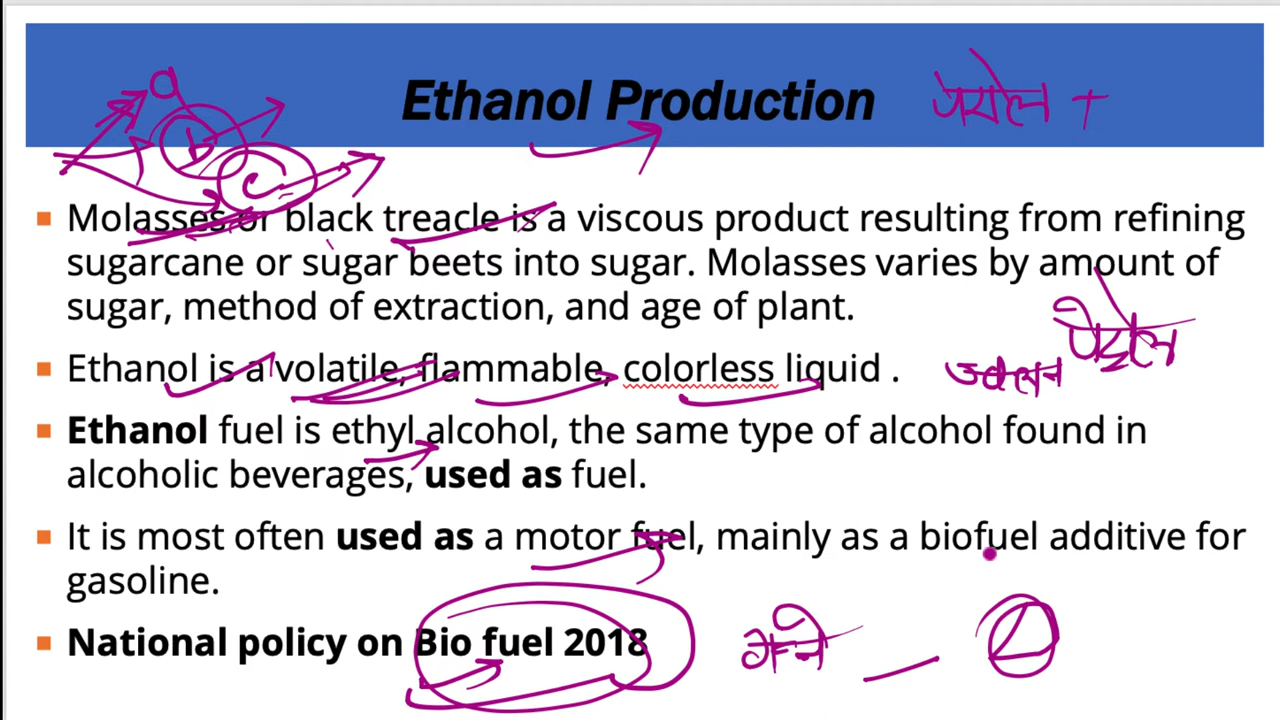 Ethanol Production
a
b
c
Molasses or black treacle is a viscous product resulting from refining
sugarcane or sugar beets into sugar. Molasses varies by amount of
sugar, method of extraction, and age of plant.
Ethanol is a volatile, flammable, colorless liquid .
Ethanol fuel is ethyl alcohol, the same type of alcohol found in
alcoholic beverages, used as fuel.
It is most often used as a motor fuel, mainly as a biofuel additive for
gasoline.
National policy on Bio fuel 2018